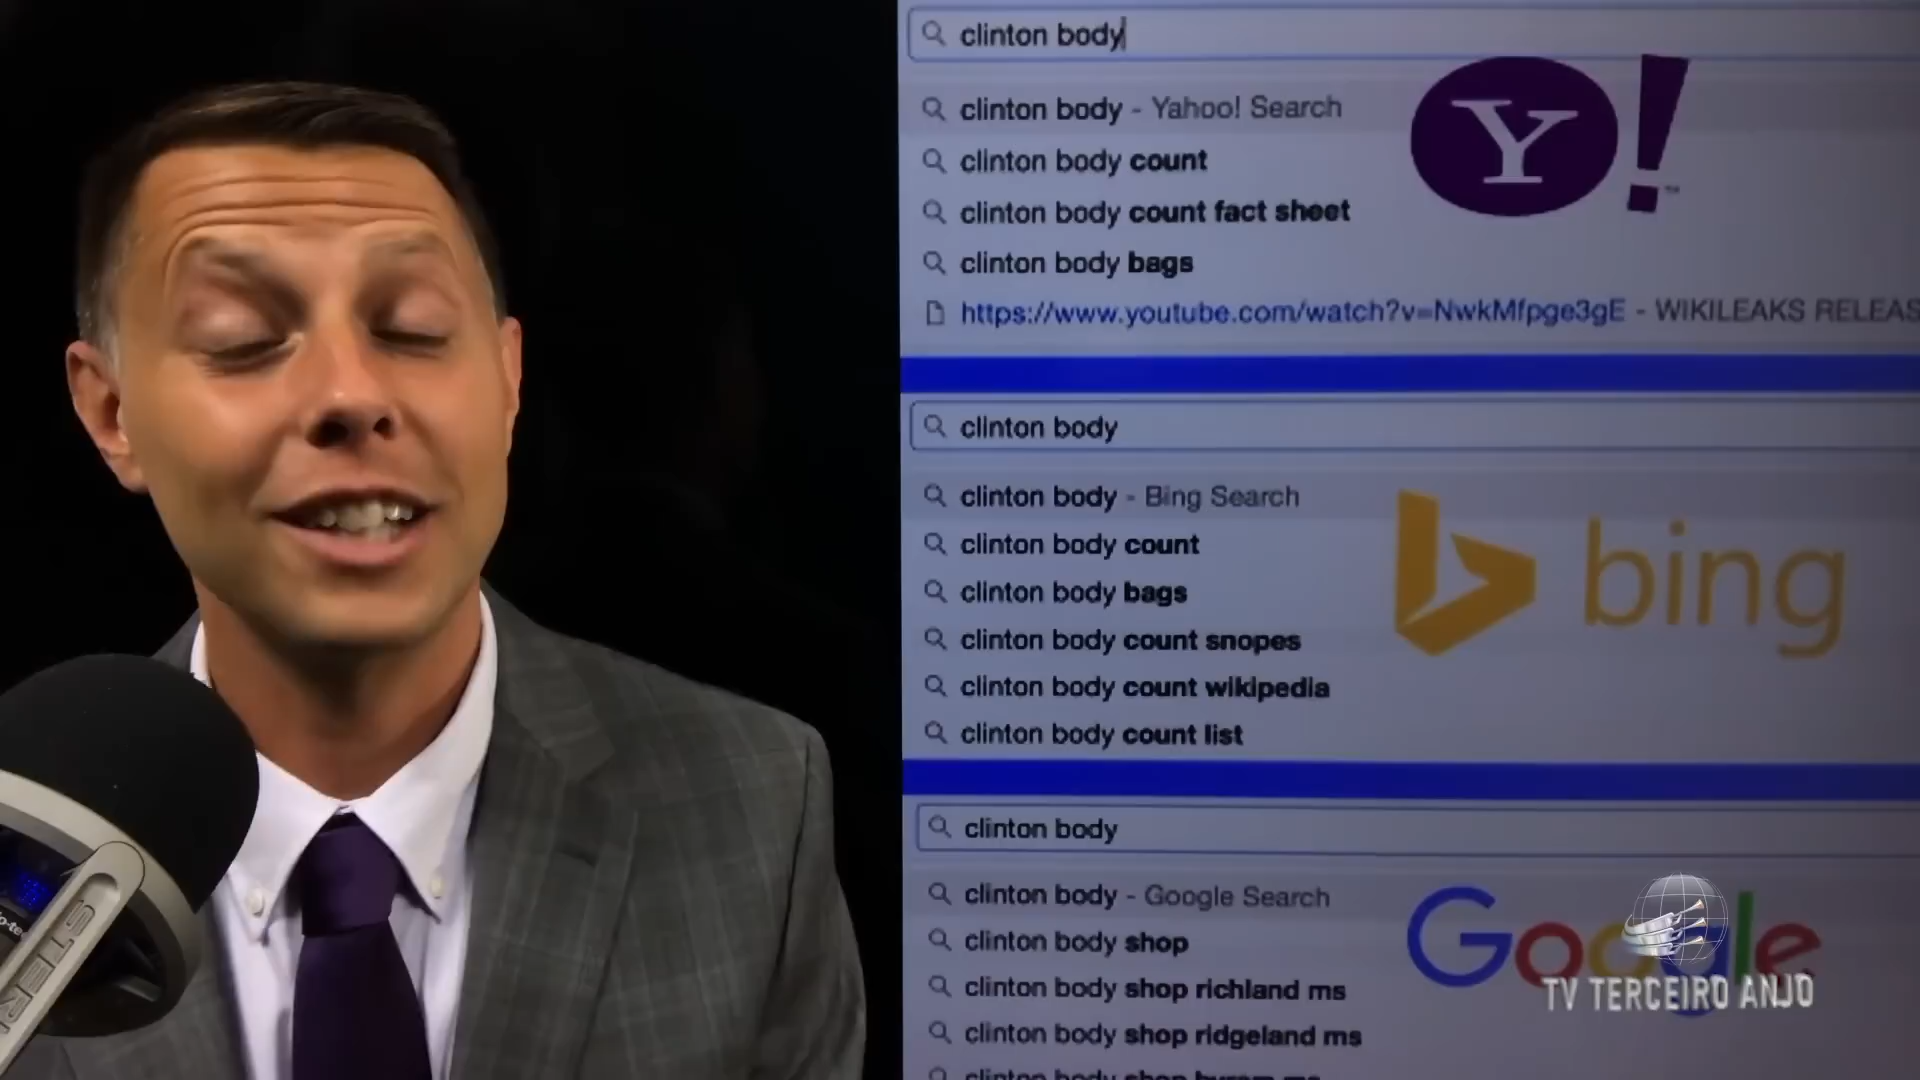 clinton body
clinton body - Yahoo! Search
clinton body count
clinton body count fact sheet
clinton body bags
https://www.youtube.com/watch?v=NwkMfpge3gE - WIKILEAKS RELEAS
Y!
™
clinton body
clinton body - Bing Search
clinton body count
clinton body bags
clinton body count snopes
clinton body count wikipedia
clinton body count list
bing
clinton body
clinton body - Google Search
clinton body shop
clinton body shop richland ms
clinton body shop ridgeland ms
Google
TV TERCEIRO ANJO